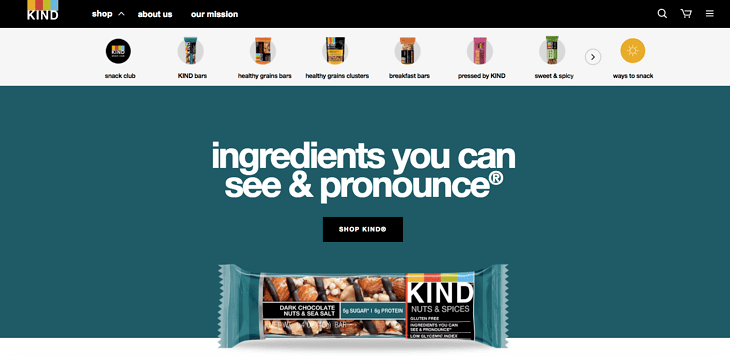 KIND
shop about us our mission
snack club KIND bars healthy grains bars healthy grains clusters breakfast bars pressed by KIND sweet & spicy ways to snack
ingredients you can
see & pronounce®
SHOP KIND®
DARK CHOCOLATE
NUTS & SEA SALT
5g SUGAR* | 6g PROTEIN
KIND
NUTS & SPICES
GLUTEN FREE
INGREDIENTS YOU CAN
SEE & PRONOUNCE®
LOW GLYCEMIC INDEX
BAR